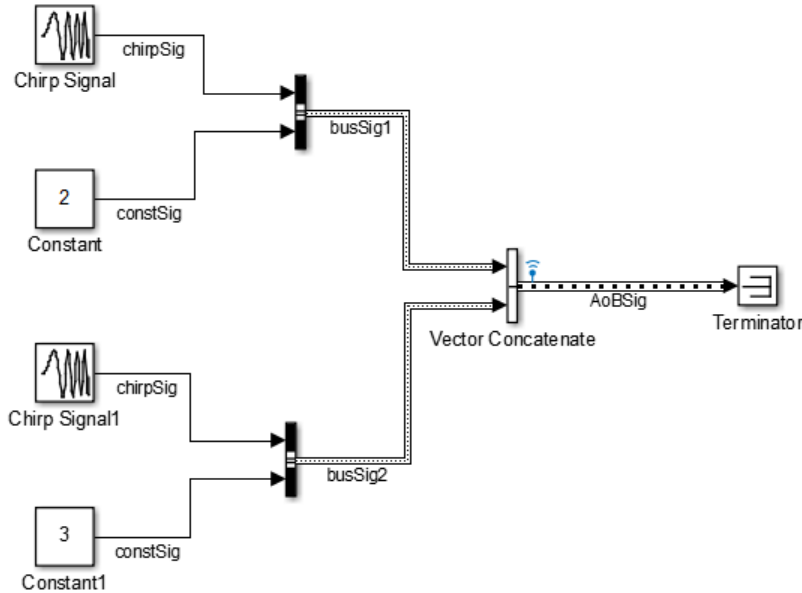 chirpSig
Chirp Signal
busSig1
2
constSig
Constant
AoBSig
Terminator
Vector Concatenate
chirpSig
Chirp Signal1
busSig2
3
constSig
Constant1